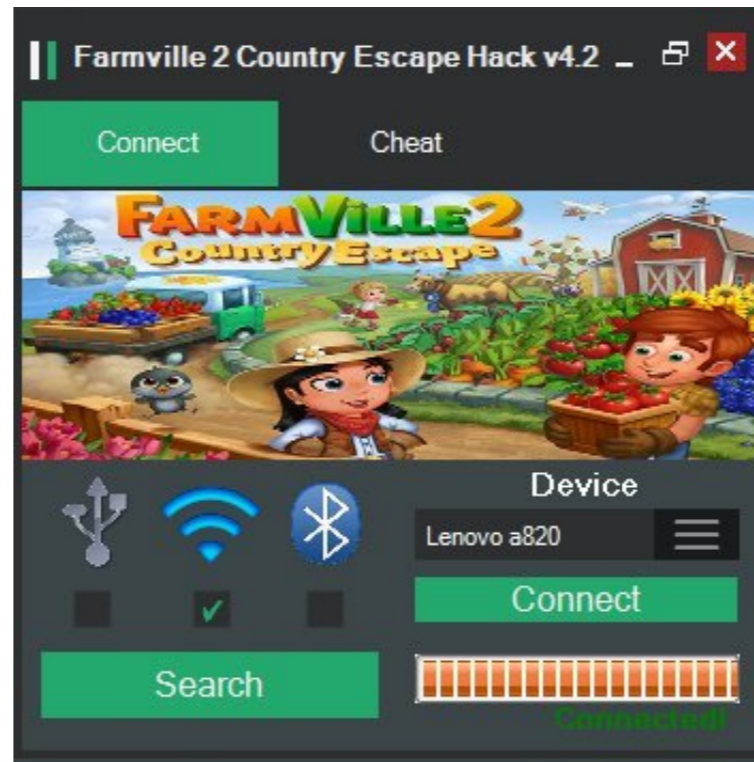 Farmville 2 Country Escape Hack v4.2
Connect
Cheat
FARMVILLE 2
Country Escape
Device
Lenovo a820
Connect
Search
Connected!